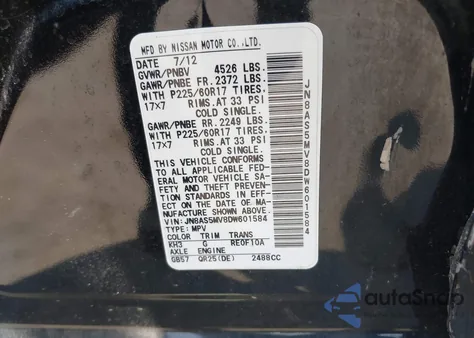 MFD BY NISSAN MOTOR CO.,LTD.
DATE 7/12
GVWR/PNBV 4526 LBS.
GAWR/PNBE FR. 2372 LBS.
WITH P225/60R17 TIRES,
17x7 RIMS,AT 33 PSI
COLD SINGLE.
GAWR/PNBE RR. 2249 LBS.
WITH P225/60R17 TIRES,
17x7 RIMS,AT 33 PSI
COLD SINGLE.
THIS VEHICLE CONFORMS
TO ALL APPLICABLE FED-
ERAL MOTOR VEHICLE SA-
FETY AND THEFT PREVEN-
TION STANDARDS IN EFF-
ECT ON THE DATE OF MA-
NUFACTURE SHOWN ABOVE.
JN8AS5MV8DW601584
TYPE: MPV
COLOR TRIM TRANS
KH3 G RE0F10A
AXLE ENGINE
GB57 QR25(DE) 2488CC
JN8AS5MV8DW601584
autoSnap